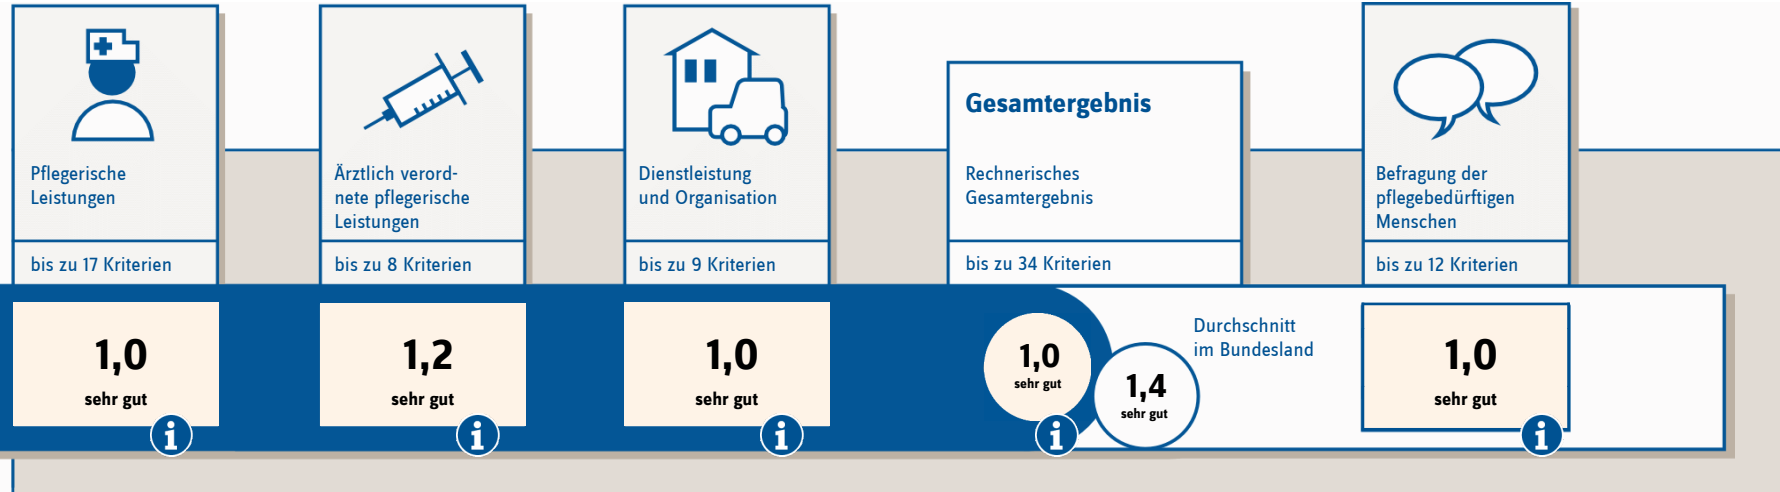 Pflegerische
Leistungen
bis zu 17 Kriterien
1,0
sehr gut
i
Ärztlich verord-
nete pflegerische
Leistungen
bis zu 8 Kriterien
1,2
sehr gut
i
Dienstleistung
und Organisation
bis zu 9 Kriterien
1,0
sehr gut
i
Gesamtergebnis
Rechnerisches
Gesamtergebnis
bis zu 34 Kriterien
1,0
sehr gut
i
Durchschnitt
im Bundesland
1,4
sehr gut
Befragung der
pflegebedürftigen
Menschen
bis zu 12 Kriterien
1,0
sehr gut
i